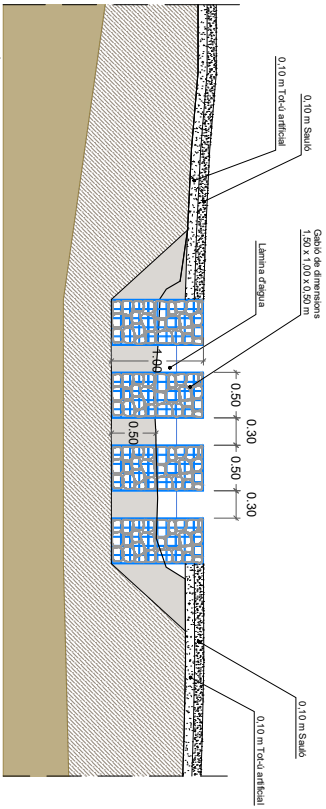 0,10 m Sauló
0,10 m Tot-ú artificial
Gabió de dimensions
1,50 x 1,00 x 0,50 m
Làmina d'aigua
1.00
0.50
0.50
0.30
0.50
0.30
0,10 m Sauló
0,10 m Tot-ú artificial